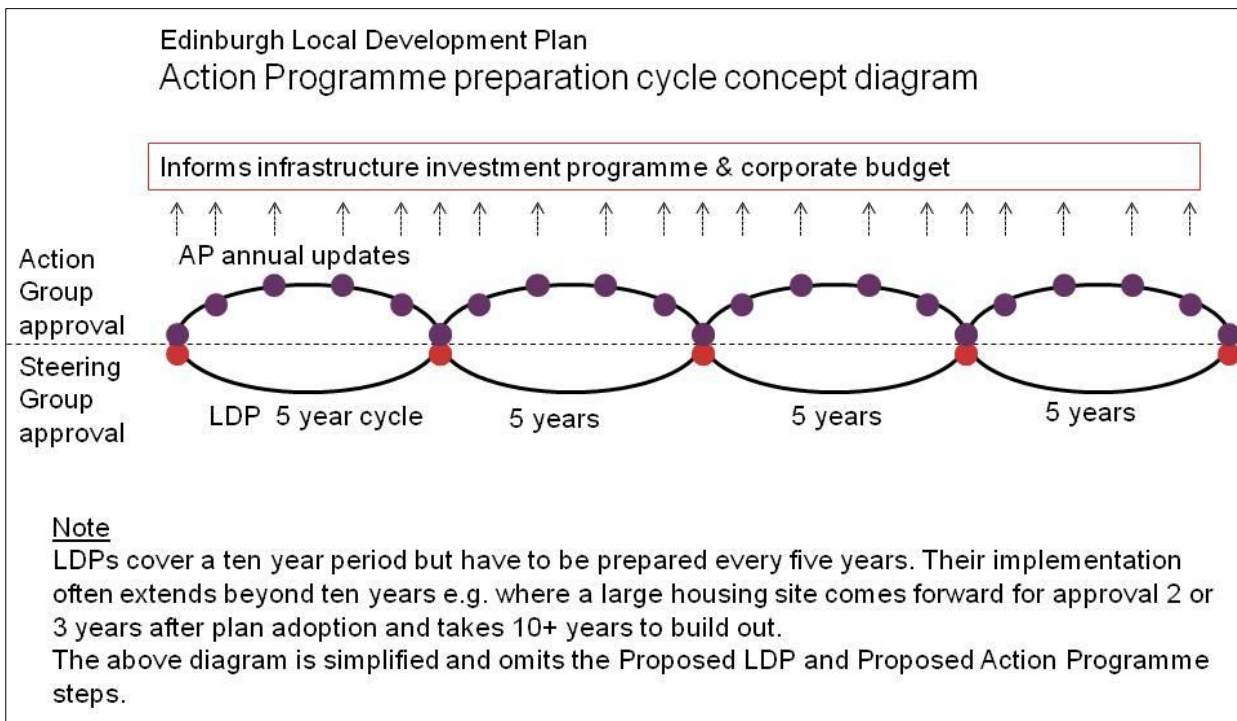 Edinburgh Local Development Plan
Action Programme preparation cycle concept diagram
Informs infrastructure investment programme & corporate budget
AP annual updates
Action
Group
approval
Steering
Group
approval
LDP 5 year cycle
5 years
5 years
5 years
Note
LDPs cover a ten year period but have to be prepared every five years. Their implementation
often extends beyond ten years e.g. where a large housing site comes forward for approval 2 or
3 years after plan adoption and takes 10+ years to build out.
The above diagram is simplified and omits the Proposed LDP and Proposed Action Programme
steps.